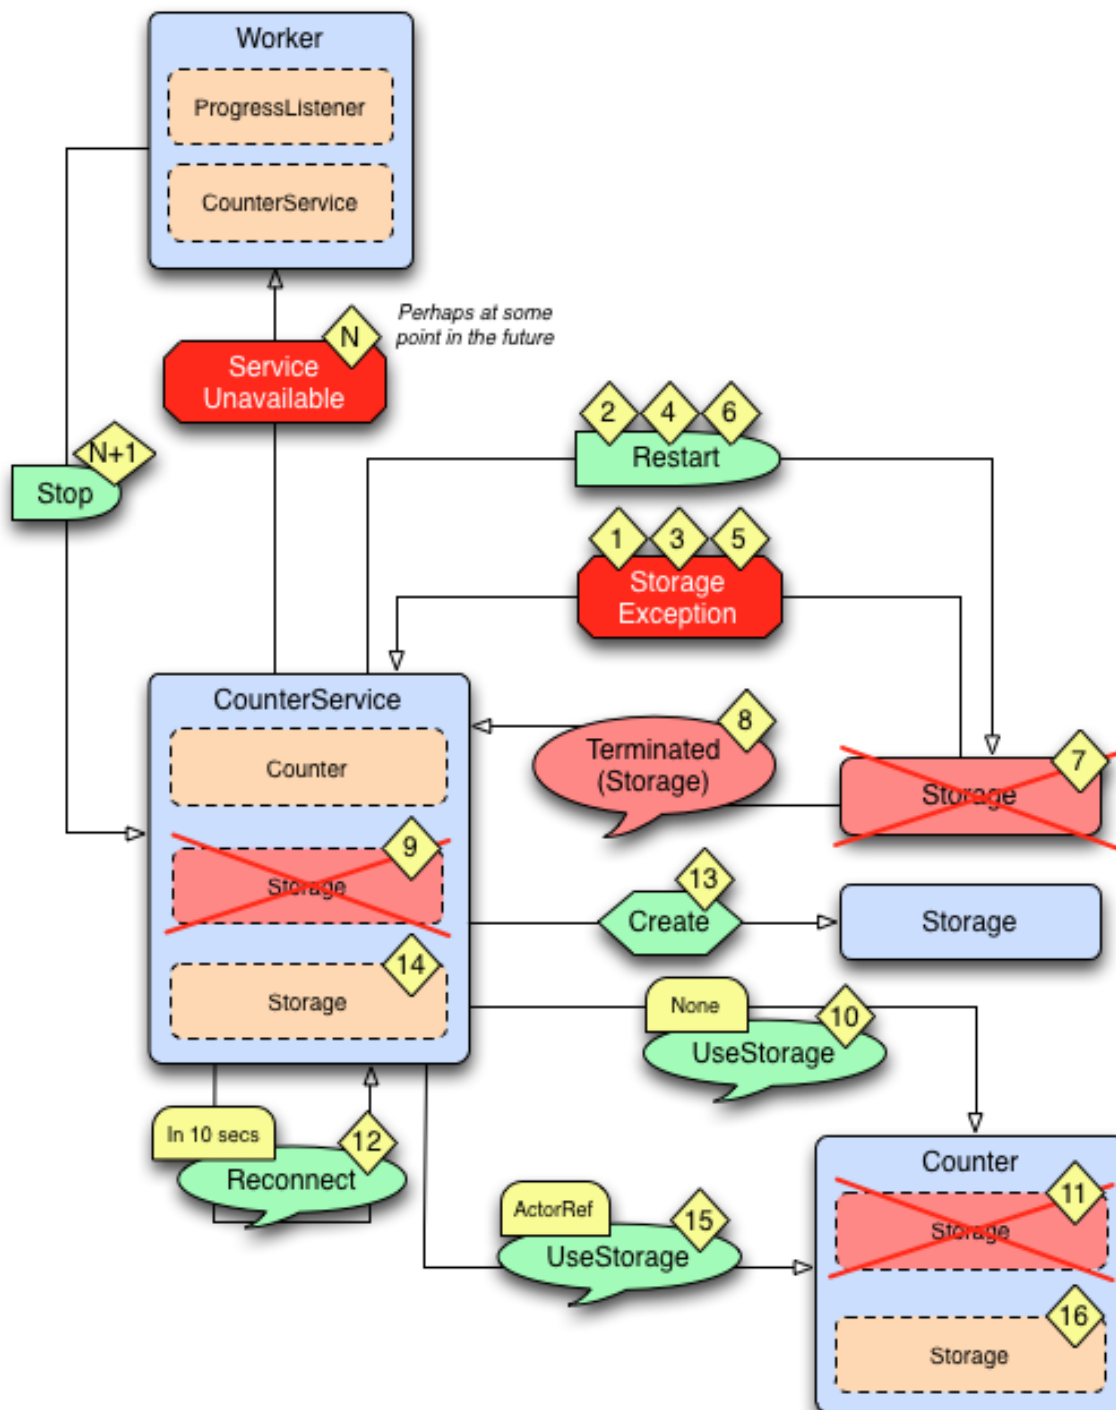 Worker
ProgressListener
CounterService
N
Perhaps at some
point in the future
Service
Unavailable
N+1
Stop
2
4
6
Restart
1
3
5
Storage
Exception
CounterService
Counter
8
Terminated
(Storage)
7
Storage
9
Storage
13
Create
Storage
14
Storage
None
10
UseStorage
In 10 secs
12
Reconnect
Counter
11
Storage
ActorRef
15
UseStorage
16
Storage